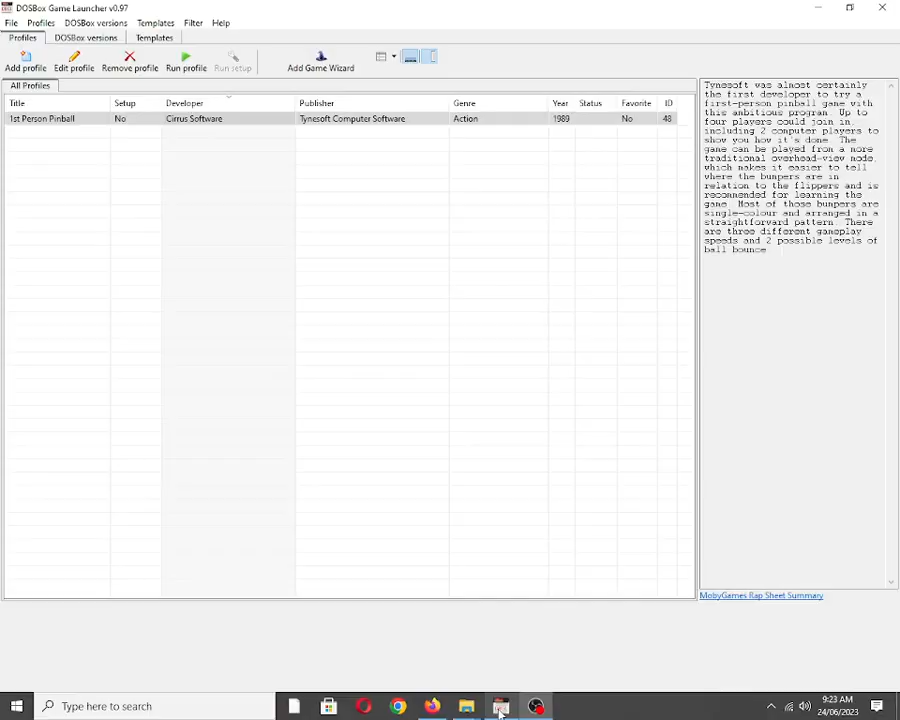 DOSBox Game Launcher v0.97
File Profiles DOSBox versions Templates Filter Help
Profiles DOSBox versions Templates
Add profile Edit profile Remove profile Run profile Run setup Add Game Wizard
All Profiles
Title Setup Developer Publisher Genre Year Status Favorite ID
1st Person Pinball No Cirrus Software Tynesoft Computer Software Action 1989 No 48
Tynesoft was almost certainly
the first developer to try a
first-person pinball game with
this ambitious program. Up to
four players could join in,
including 2 computer players to
show you how it's done. The
game can be played from a more
traditional overhead-view mode,
which makes it easier to tell
where the bumpers are in
relation to the flippers and is
recommended for learning the
game. Most of those bumpers are
single-colour and arranged in a
straightforward pattern. There
are three different gameplay
speeds and 2 possible levels of
ball bounce
MobyGames Rap Sheet Summary
Type here to search
9:23 AM
24/06/2023